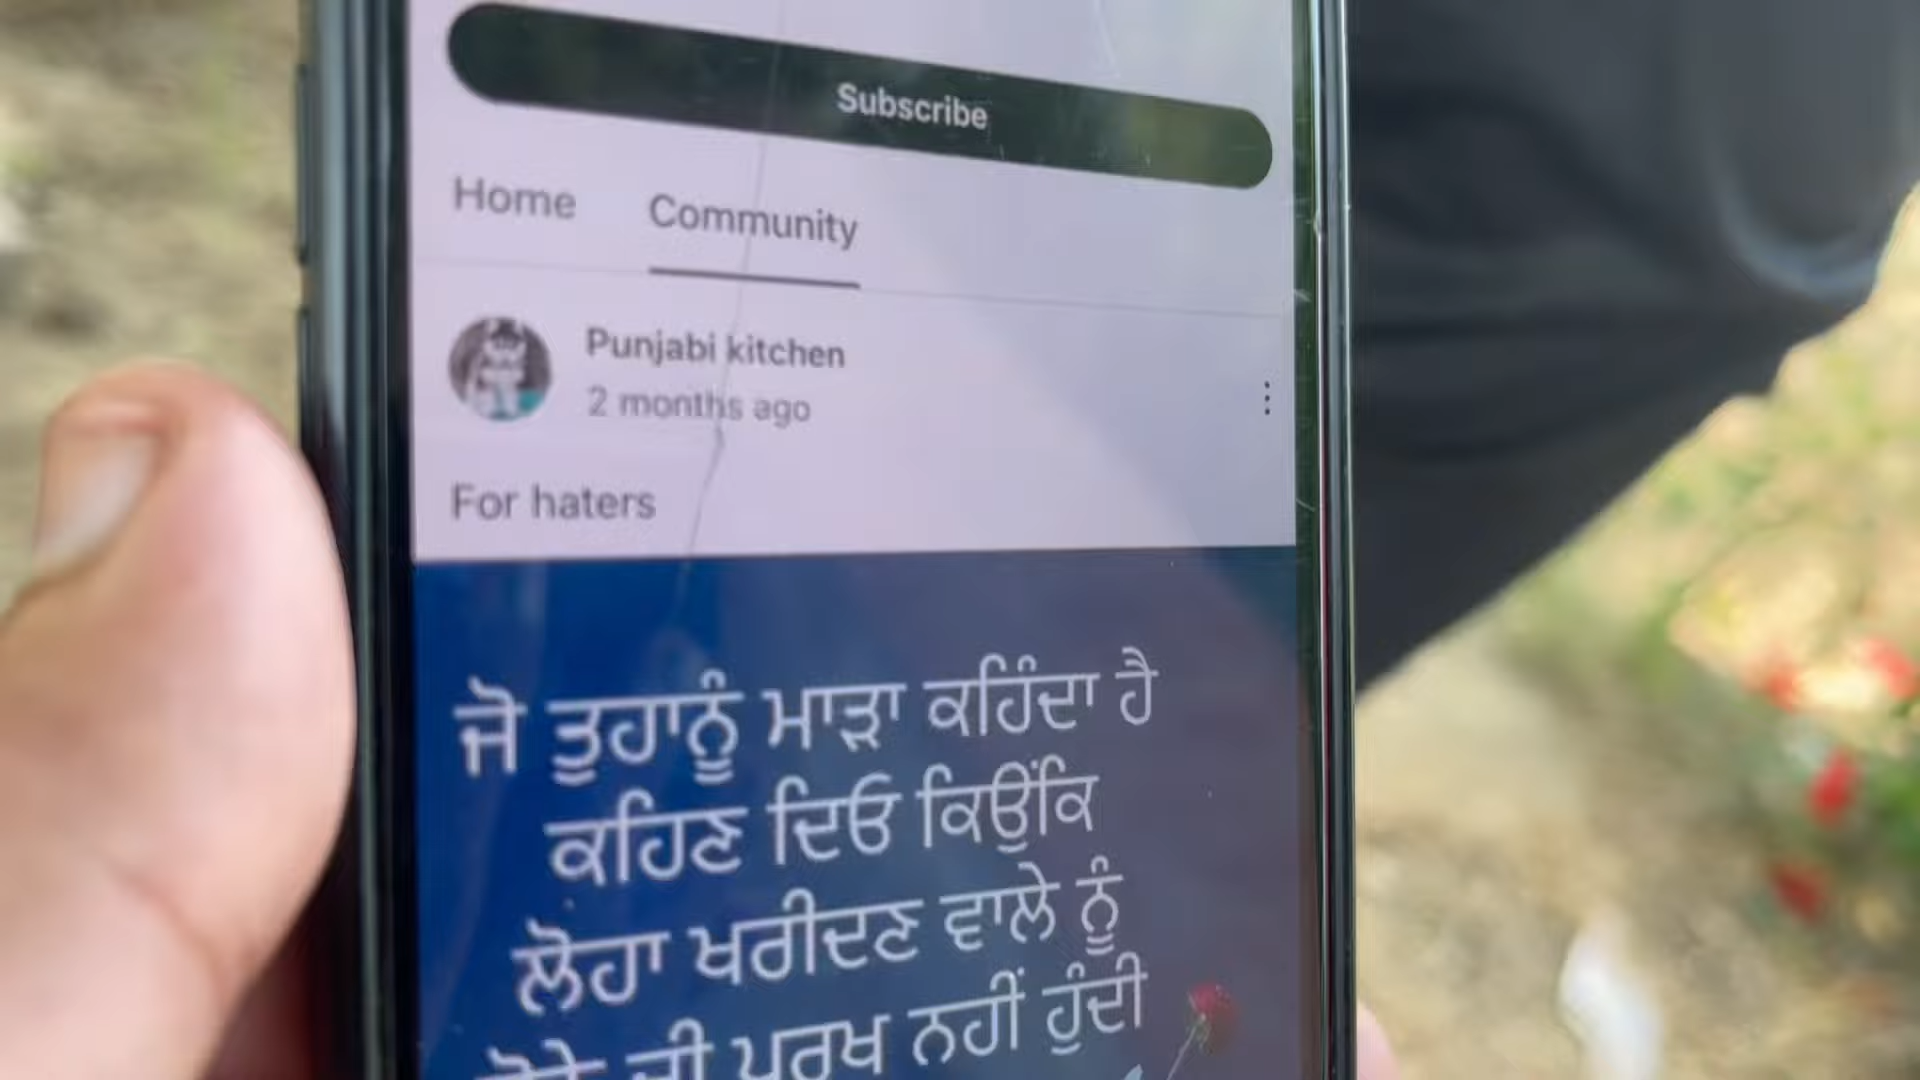 Subscribe
Home Community
Punjabi kitchen
2 months ago
For haters
ਜੋ ਤੁਹਾਨੂੰ ਮਾੜਾ ਕਹਿੰਦਾ ਹੈ
ਕਹਿਣ ਦਿਓ ਕਿਉਂਕਿ
ਲੋਹਾ ਖਰੀਦਣ ਵਾਲੇ ਨੂੰ
ਦੀ ਪਰਖ ਨਹੀਂ ਹੁੰਦੀ